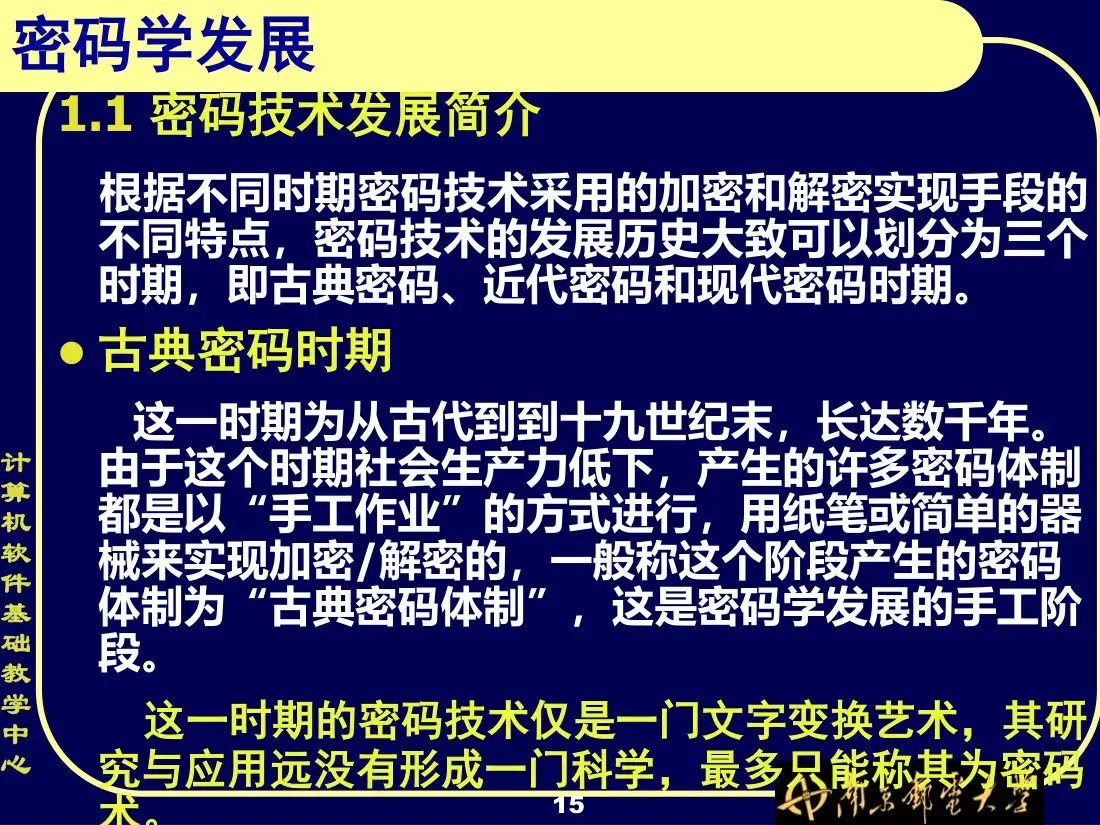 密码学发展
1.1 密码技术发展简介
根据不同时期密码技术采用的加密和解密实现手段的
不同特点，密码技术的发展历史大致可以划分为三个
时期，即古典密码、近代密码和现代密码时期。
● 古典密码时期
这一时期为从古代到到十九世纪末，长达数千年。
由于这个时期社会生产力低下，产生的许多密码体制
都是以“手工作业”的方式进行，用纸笔或简单的器
械来实现加密/解密的，一般称这个阶段产生的密码
体制为“古典密码体制”，这是密码学发展的手工阶
段。
这一时期的密码技术仅是一门文字变换艺术，其研
究与应用远没有形成一门科学，最多只能称其为密码
术。
计算机软件基础教学中心
15
南京邮电大学